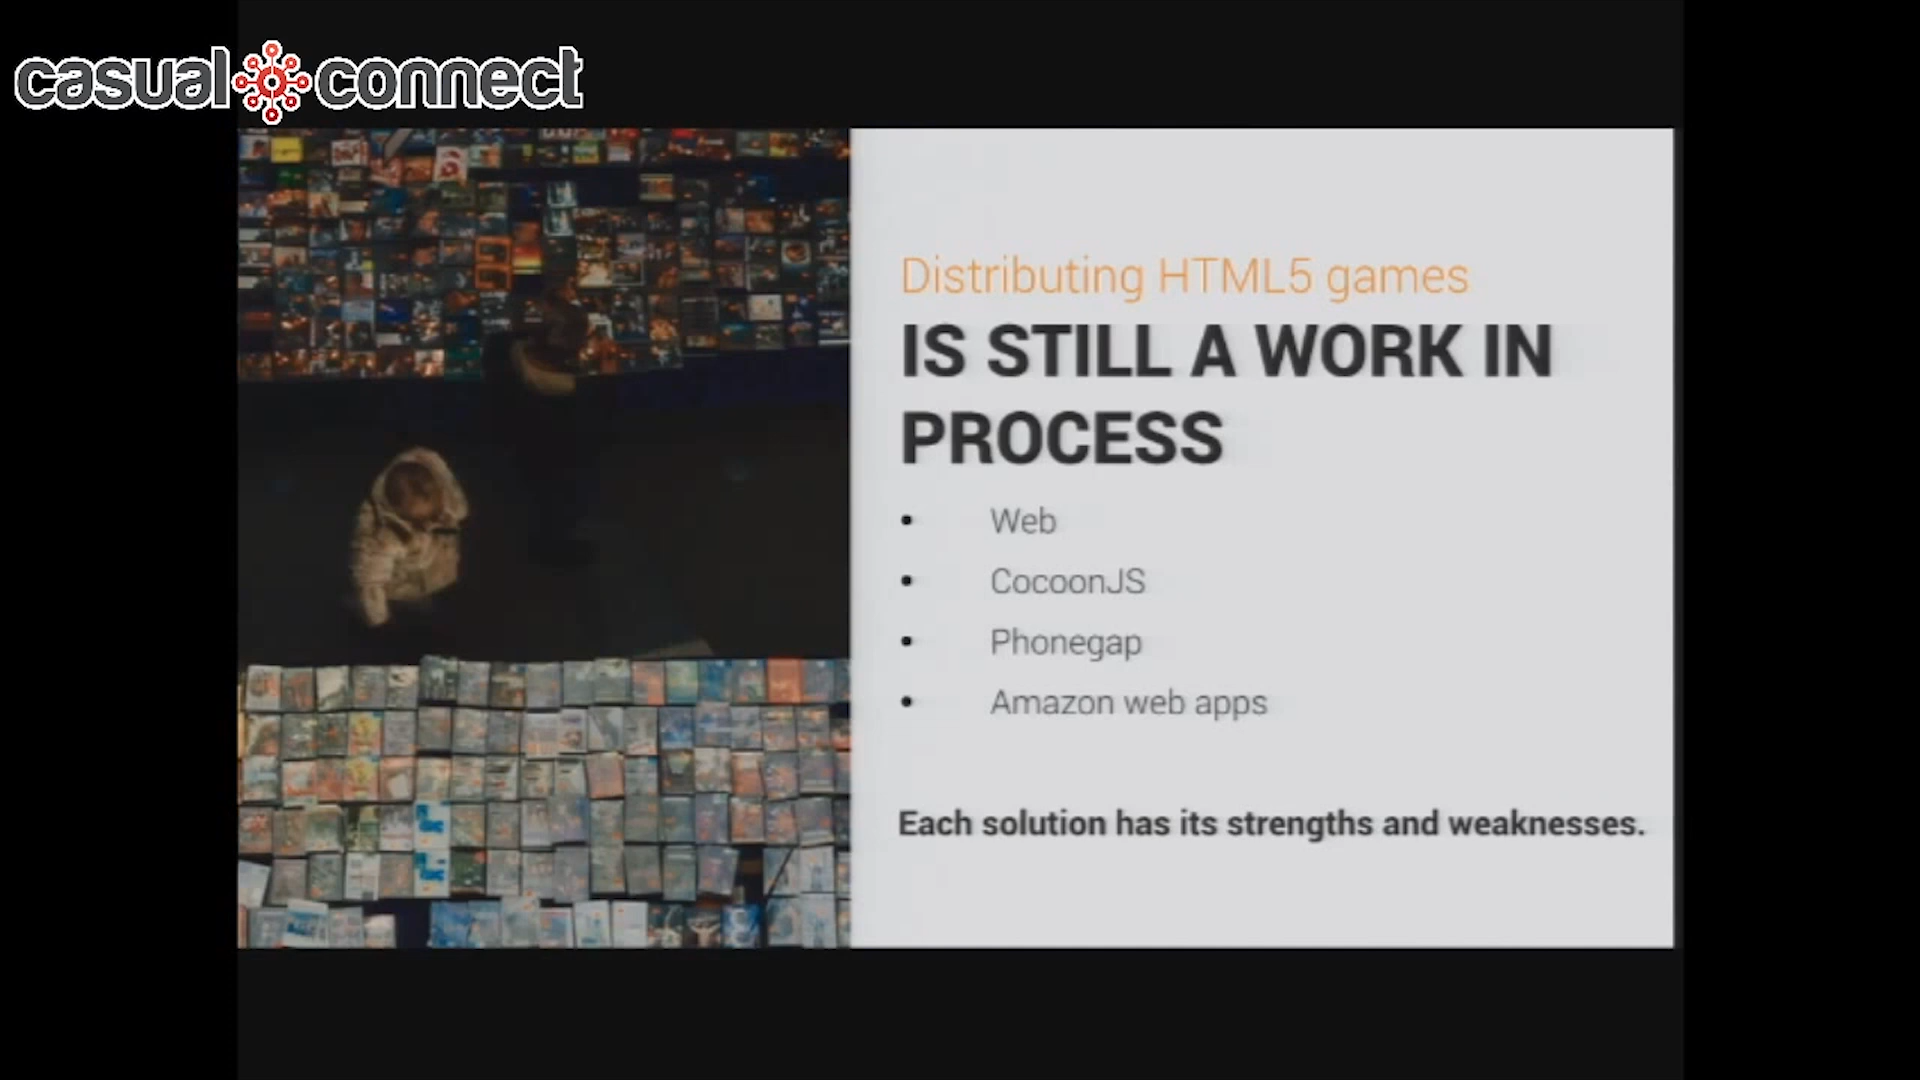 casual connect
Distributing HTML5 games
IS STILL A WORK IN
PROCESS
• Web
• CocoonJS
• Phonegap
• Amazon web apps
Each solution has its strengths and weaknesses.